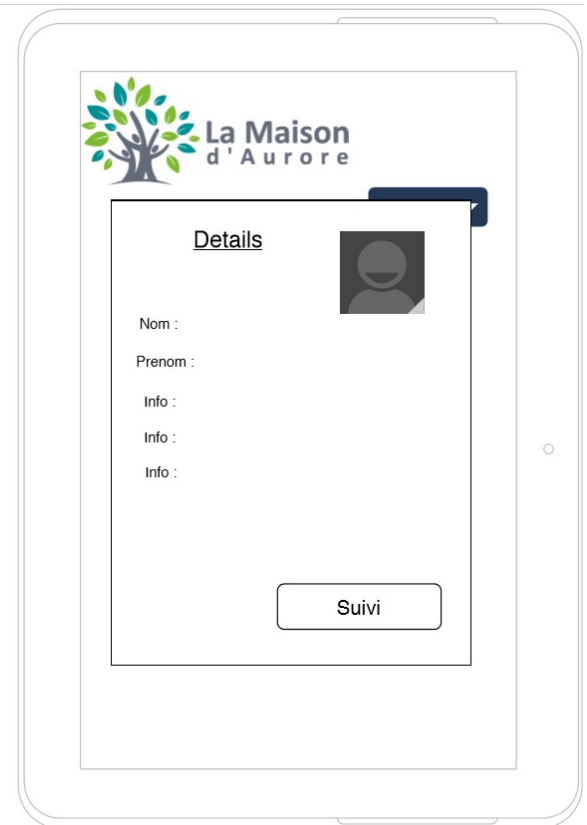 La Maison
d'Aurore
Details
Nom :
Prenom :
Info :
Info :
Info :
Suivi